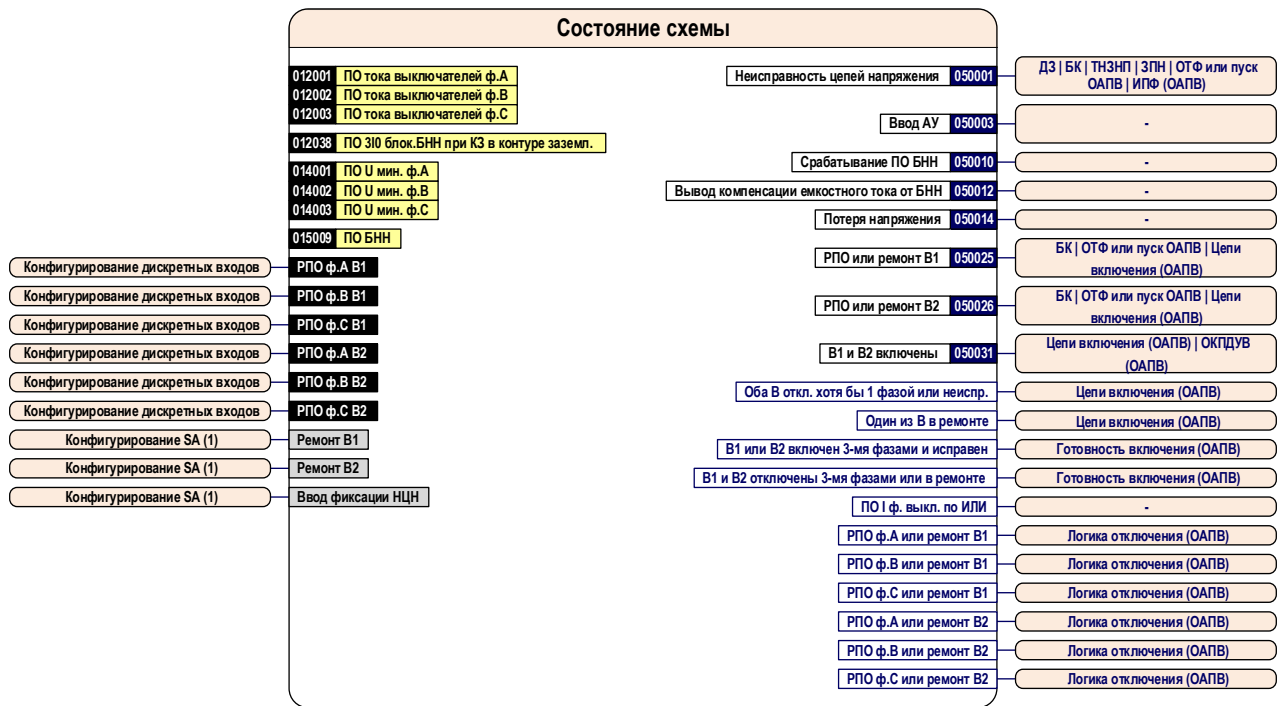 Состояние схемы
012001 ПО тока выключателей ф.А
012002 ПО тока выключателей ф.В
012003 ПО тока выключателей ф.С
012038 ПО 3I0 блок.БНН при КЗ в контуре заземл.
014001 ПО U мин. ф.А
014002 ПО U мин. ф.В
014003 ПО U мин. ф.С
015009 ПО БНН
Конфигурирование дискретных входов РПО ф.А В1
Конфигурирование дискретных входов РПО ф.В В1
Конфигурирование дискретных входов РПО ф.С В1
Конфигурирование дискретных входов РПО ф.А В2
Конфигурирование дискретных входов РПО ф.В В2
Конфигурирование дискретных входов РПО ф.С В2
Конфигурирование SA (1) Ремонт В1
Конфигурирование SA (1) Ремонт В2
Конфигурирование SA (1) Ввод фиксации НЦН
Неисправность цепей напряжения 050001 ДЗ | БК | ТНЗНП | ЗПН | ОТФ или пуск
ОАПВ | ИПФ (ОАПВ)
Ввод АУ 050003 -
Срабатывание ПО БНН 050010 -
Вывод компенсации емкостного тока от БНН 050012 -
Потеря напряжения 050014 -
РПО или ремонт В1 050025 БК | ОТФ или пуск ОАПВ | Цепи
включения (ОАПВ)
РПО или ремонт В2 050026 БК | ОТФ или пуск ОАПВ | Цепи
включения (ОАПВ)
В1 и В2 включены 050031 Цепи включения (ОАПВ) | ОКПДУВ
(ОАПВ)
Оба В откл. хотя бы 1 фазой или неиспр. Цепи включения (ОАПВ)
Один из В в ремонте Цепи включения (ОАПВ)
В1 или В2 включен 3-мя фазами и исправен Готовность включения (ОАПВ)
В1 и В2 отключены 3-мя фазами или в ремонте Готовность включения (ОАПВ)
ПО I ф. выкл. по ИЛИ -
РПО ф.А или ремонт В1 Логика отключения (ОАПВ)
РПО ф.В или ремонт В1 Логика отключения (ОАПВ)
РПО ф.С или ремонт В1 Логика отключения (ОАПВ)
РПО ф.А или ремонт В2 Логика отключения (ОАПВ)
РПО ф.В или ремонт В2 Логика отключения (ОАПВ)
РПО ф.С или ремонт В2 Логика отключения (ОАПВ)